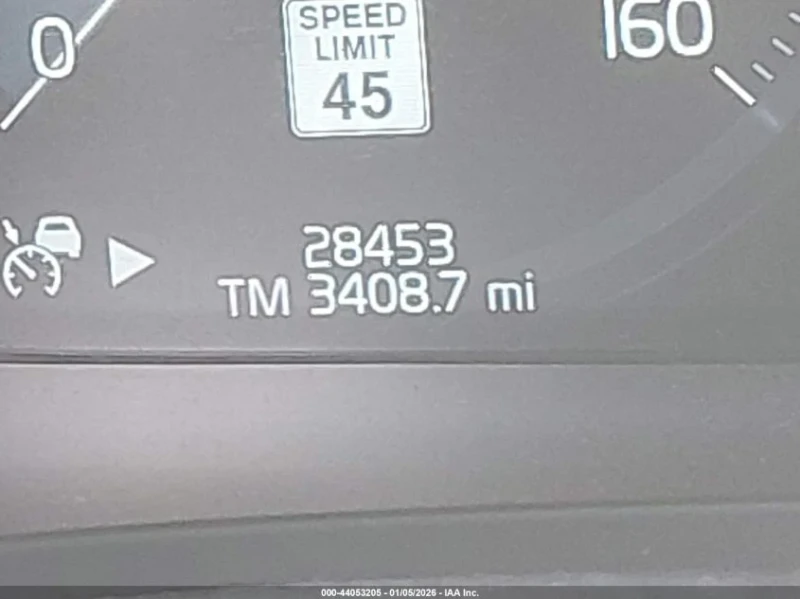 0
SPEED
LIMIT
45
160
28453
TM 3408.7 mi
000-44053205 - 01/05/2026 - IAA Inc.